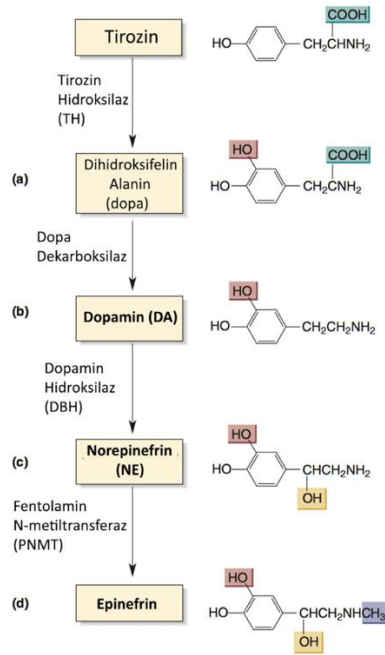 Tirozin
COOH
HO
CH₂CHNH₂
Tirozin
Hidroksilaz
(TH)
(a)
Dihidroksifelin
Alanin
(dopa)
HO
COOH
HO
CH₂CNH₂
Dopa
Dekarboksilaz
(b)
Dopamin (DA)
HO
HO
CH₂CH₂NH₂
Dopamin
Hidroksilaz
(DBH)
(c)
Norepinefrin
(NE)
HO
HO
CHCH₂NH₂
OH
Fentolamin
N-metiltransferaz
(PNMT)
(d)
Epinefrin
HO
HO
CHCH₂NHCH₃
OH